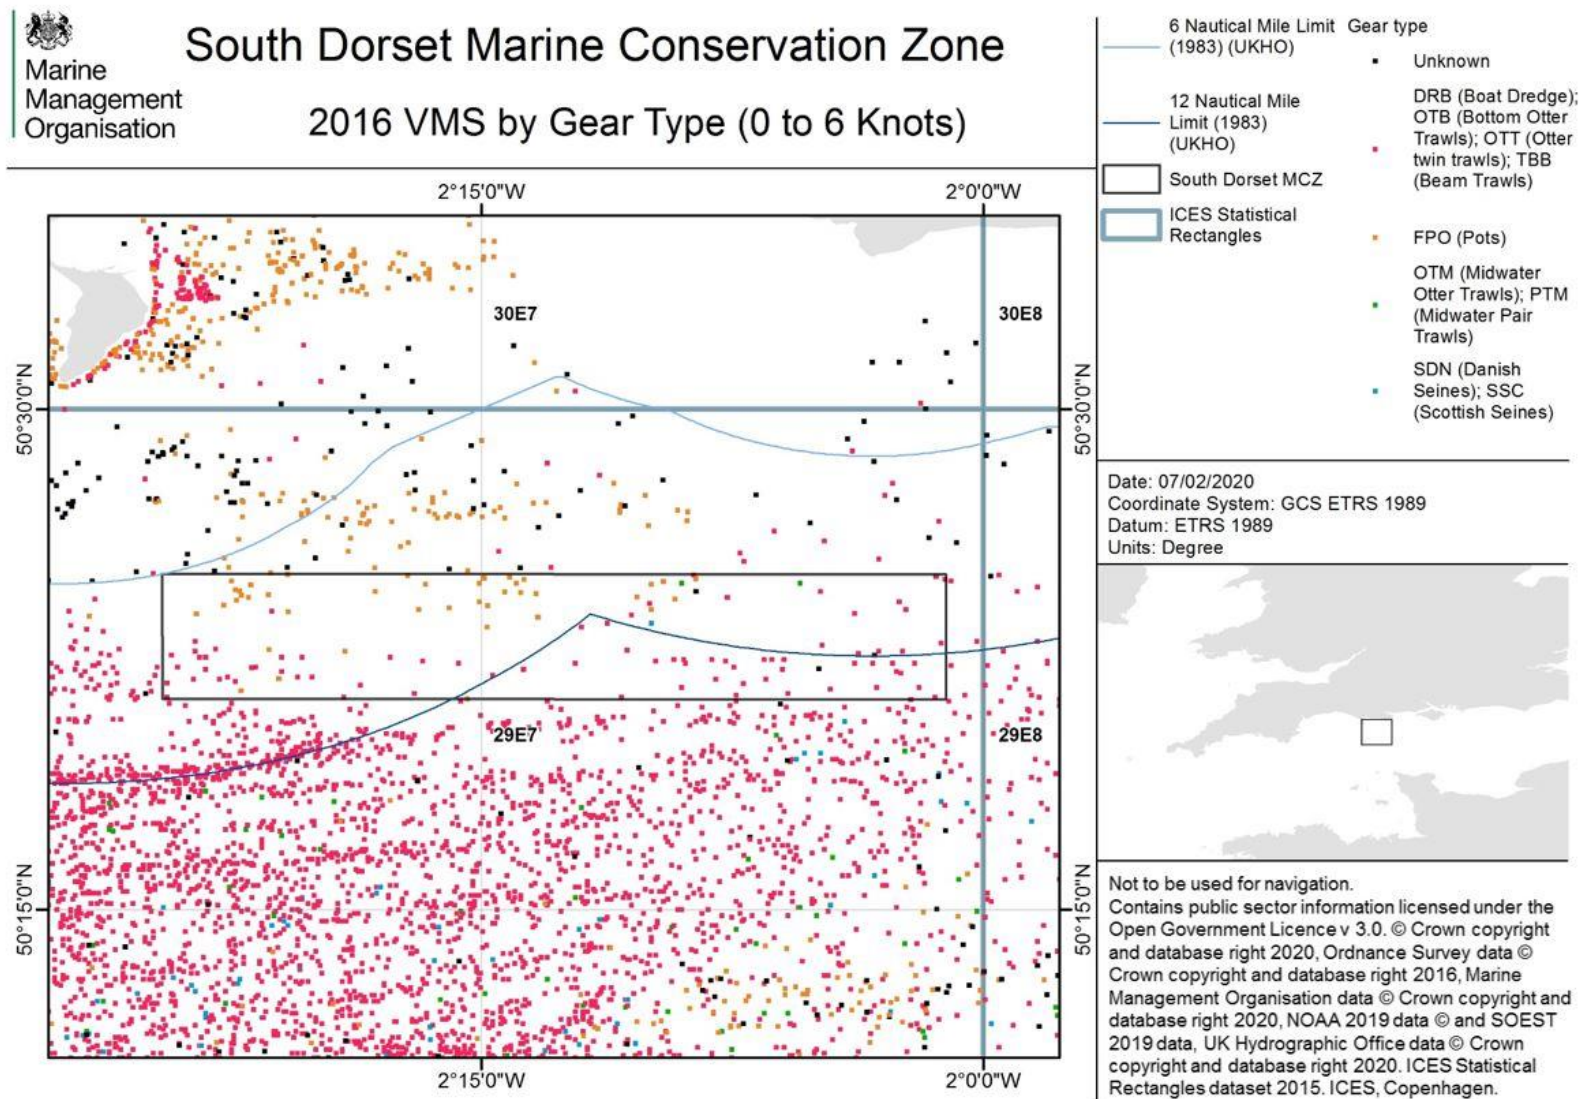 Marine
Management
Organisation
South Dorset Marine Conservation Zone
2016 VMS by Gear Type (0 to 6 Knots)
2°15'0"W
2°0'0"W
30E7
30E8
50°30'0"N
50°30'0"N
29E7
29E8
50°15'0"N
50°15'0"N
2°15'0"W
2°0'0"W
6 Nautical Mile Limit
(1983) (UKHO)
12 Nautical Mile
Limit (1983)
(UKHO)
South Dorset MCZ
ICES Statistical
Rectangles
Gear type
Unknown
DRB (Boat Dredge);
OTB (Bottom Otter
Trawls); OTT (Otter
twin trawls); TBB
(Beam Trawls)
FPO (Pots)
OTM (Midwater
Otter Trawls); PTM
(Midwater Pair
Trawls)
SDN (Danish
Seines); SSC
(Scottish Seines)
Date: 07/02/2020
Coordinate System: GCS ETRS 1989
Datum: ETRS 1989
Units: Degree
Not to be used for navigation.
Contains public sector information licensed under the
Open Government Licence v 3.0. © Crown copyright
and database right 2020, Ordnance Survey data ©
Crown copyright and database right 2016, Marine
Management Organisation data © Crown copyright and
database right 2020, NOAA 2019 data © and SOEST
2019 data, UK Hydrographic Office data © Crown
copyright and database right 2020. ICES Statistical
Rectangles dataset 2015. ICES, Copenhagen.